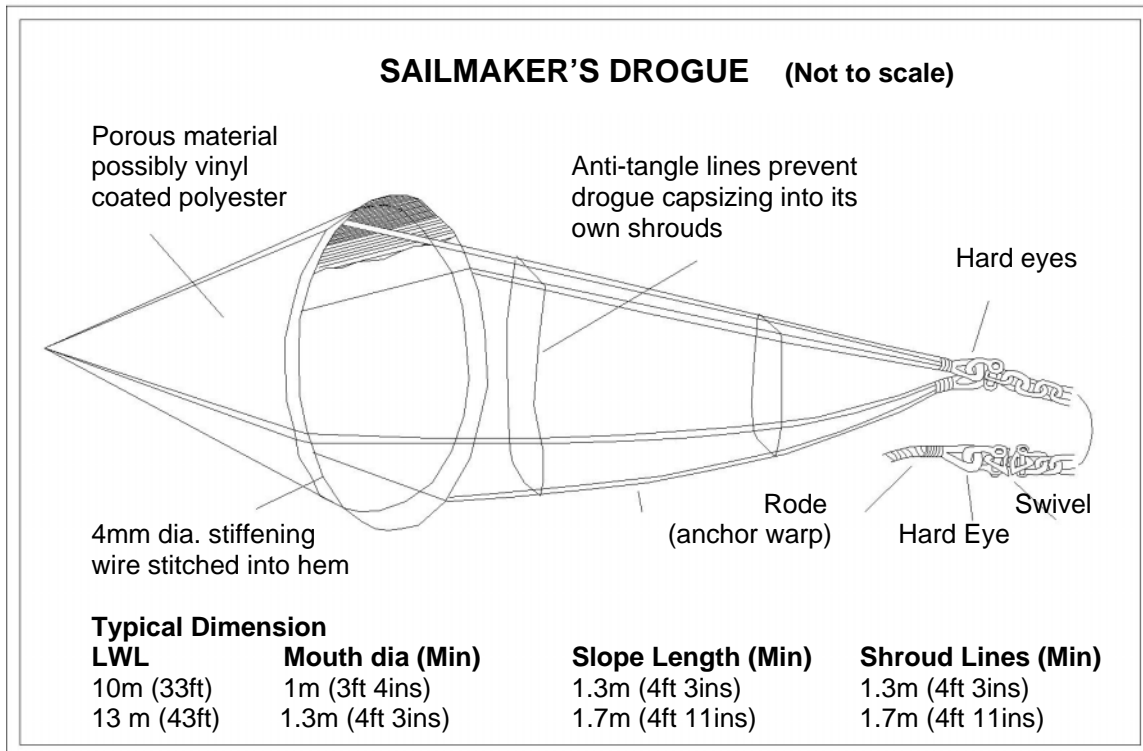 SAILMAKER'S DROGUE (Not to scale)
Porous material
possibly vinyl
coated polyester
Anti-tangle lines prevent
drogue capsizing into its
own shrouds
Hard eyes
4mm dia. stiffening
wire stitched into hem
Rode
(anchor warp)
Hard Eye
Swivel
Typical Dimension
LWL Mouth dia (Min) Slope Length (Min) Shroud Lines (Min)
10m (33ft) 1m (3ft 4ins) 1.3m (4ft 3ins) 1.3m (4ft 3ins)
13 m (43ft) 1.3m (4ft 3ins) 1.7m (4ft 11ins) 1.7m (4ft 11ins)